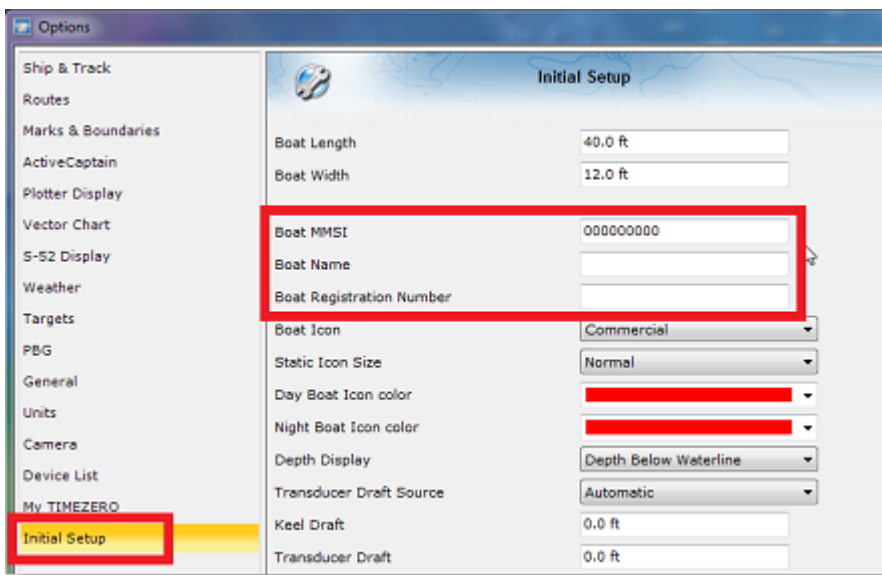 Options
Ship & Track
Routes
Marks & Boundaries
ActiveCaptain
Plotter Display
Vector Chart
S-52 Display
Weather
Targets
PBG
General
Units
Camera
Device List
My TIMEZERO
Initial Setup
Initial Setup
Boat Length 40.0 ft
Boat Width 12.0 ft
Boat MMSI 000000000
Boat Name
Boat Registration Number
Boat Icon Commercial
Static Icon Size Normal
Day Boat Icon color
Night Boat Icon color
Depth Display Depth Below Waterline
Transducer Draft Source Automatic
Keel Draft 0.0 ft
Transducer Draft 0.0 ft